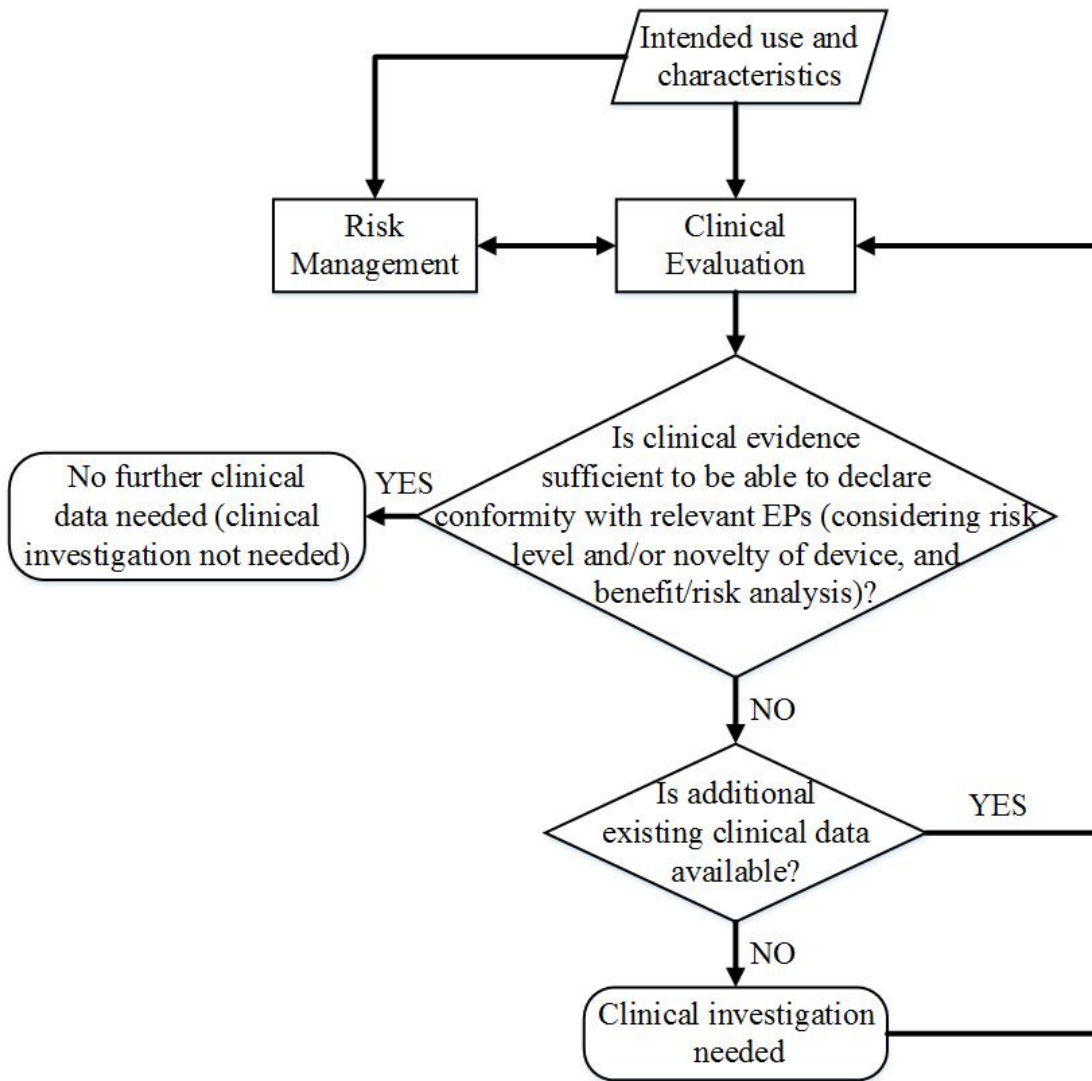 Intended use and
characteristics
Risk
Management
Clinical
Evaluation
Is clinical evidence
sufficient to be able to declare
conformity with relevant EPs (considering risk
level and/or novelty of device, and
benefit/risk analysis)?
YES
No further clinical
data needed (clinical
investigation not needed)
NO
Is additional
existing clinical data
available?
YES
NO
Clinical investigation
needed